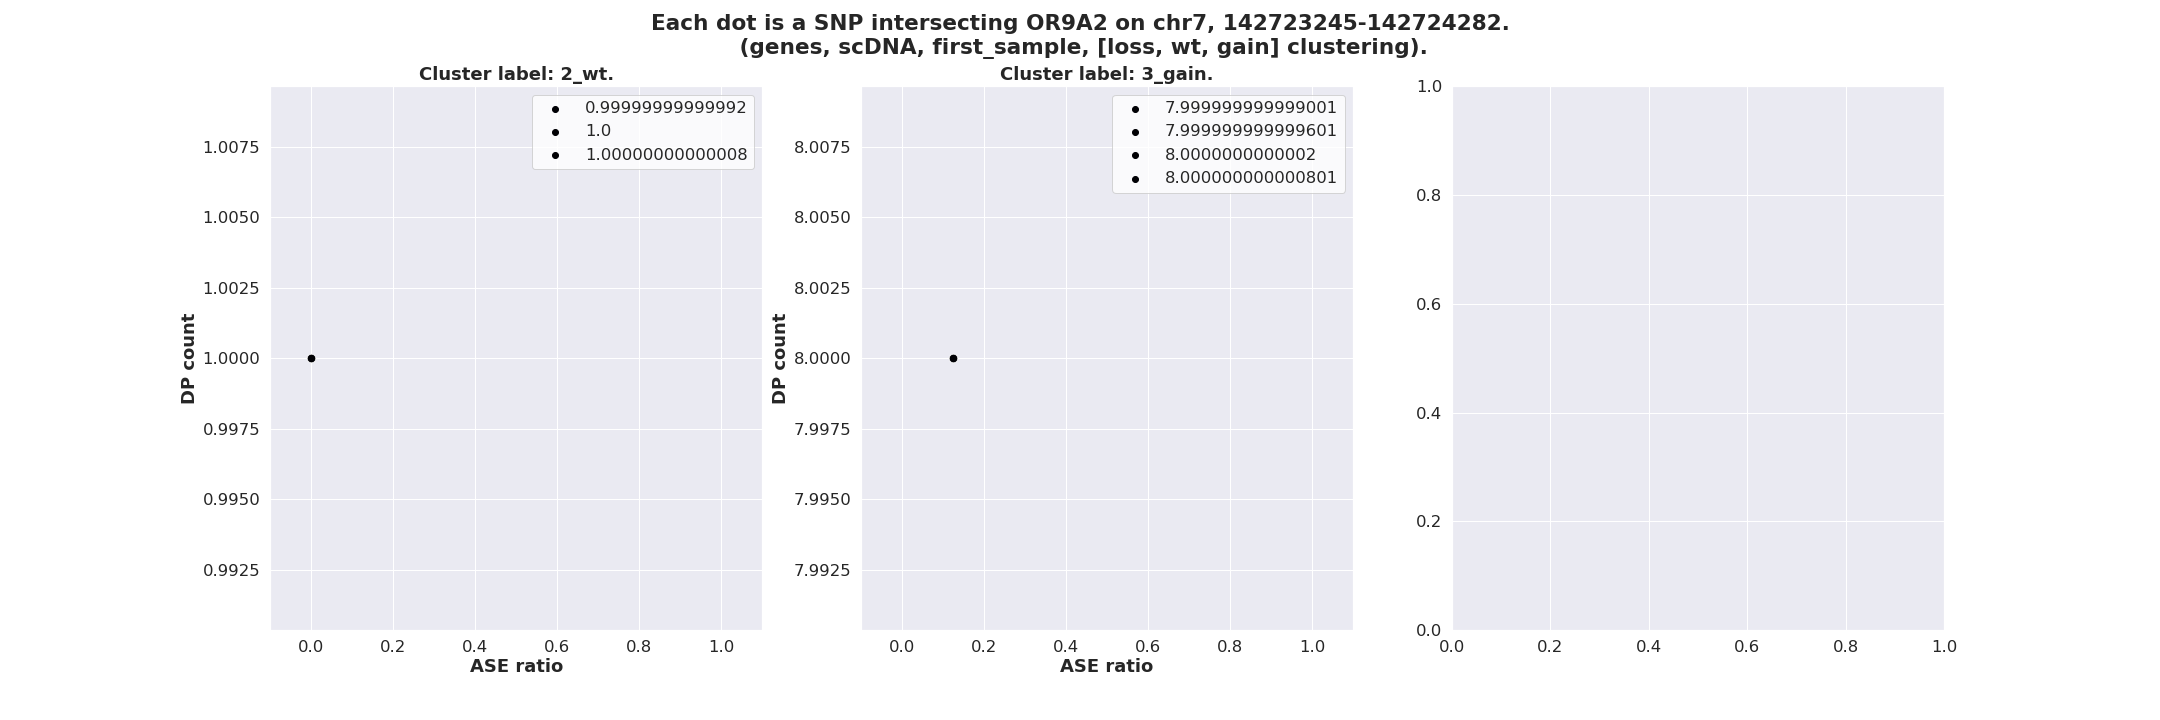 Each dot is a SNP intersecting OR9A2 on chr7, 142723245-142724282.
(genes, scDNA, first_sample, [loss, wt, gain] clustering).
Cluster label: 2_wt.
0.99999999999992
1.0
1.00000000000008
1.0075
1.0050
1.0025
1.0000
0.9975
0.9950
0.9925
DP count
0.0 0.2 0.4 0.6 0.8 1.0
ASE ratio
Cluster label: 3_gain.
7.999999999999001
7.999999999999601
8.0000000000002
8.000000000000801
8.0075
8.0050
8.0025
8.0000
7.9975
7.9950
7.9925
DP count
0.0 0.2 0.4 0.6 0.8 1.0
ASE ratio
1.0
0.8
0.6
0.4
0.2
0.0
0.0 0.2 0.4 0.6 0.8 1.0